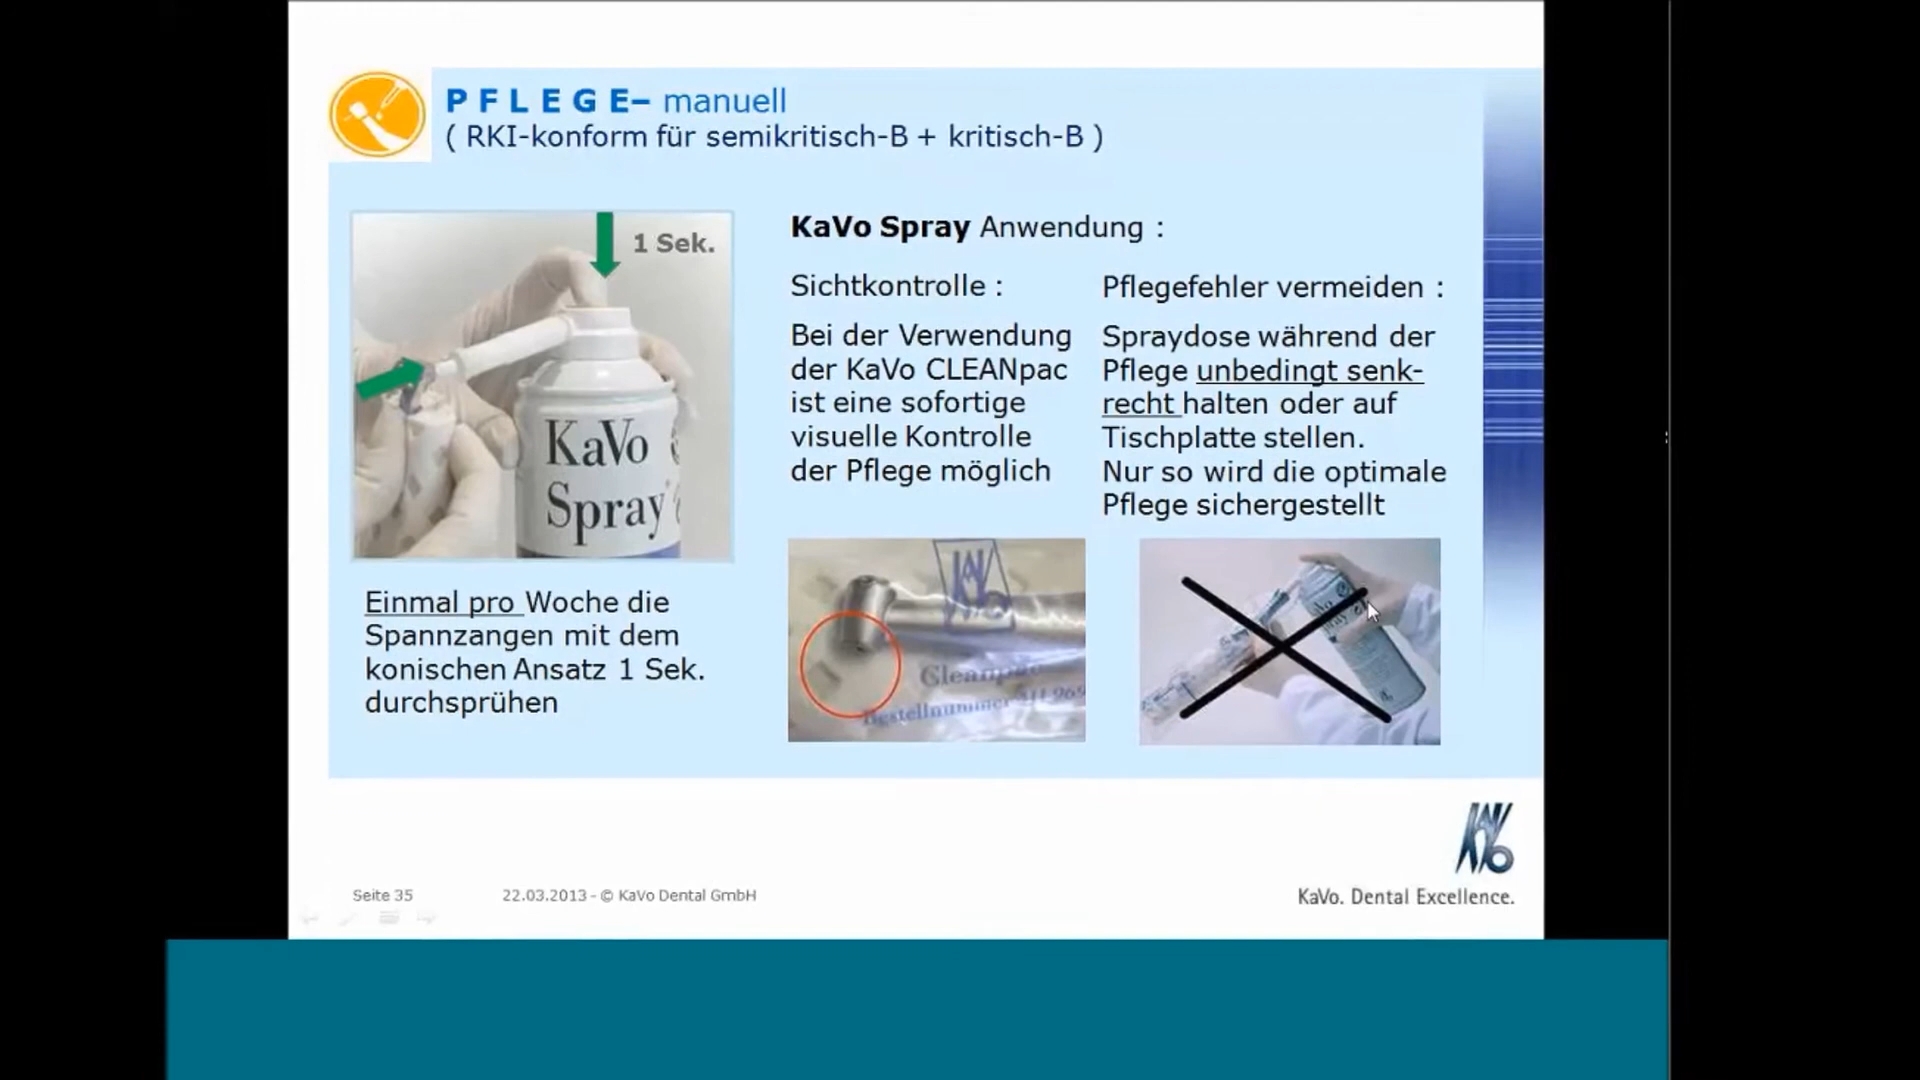 P F L E G E– manuell
( RKI-konform für semikritisch-B + kritisch-B )
1 Sek.
KaVo
Spray
Einmal pro Woche die
Spannzangen mit dem
konischen Ansatz 1 Sek.
durchsprühen
KaVo Spray Anwendung :
Sichtkontrolle :
Bei der Verwendung
der KaVo CLEANpac
ist eine sofortige
visuelle Kontrolle
der Pflege möglich
Pflegefehler vermeiden :
Spraydose während der
Pflege unbedingt senk-
recht halten oder auf
Tischplatte stellen.
Nur so wird die optimale
Pflege sichergestellt
Cleanpac
Bestellnummer
KaVo
KaVo. Dental Excellence.
Seite 35
22.03.2013 - © KaVo Dental GmbH